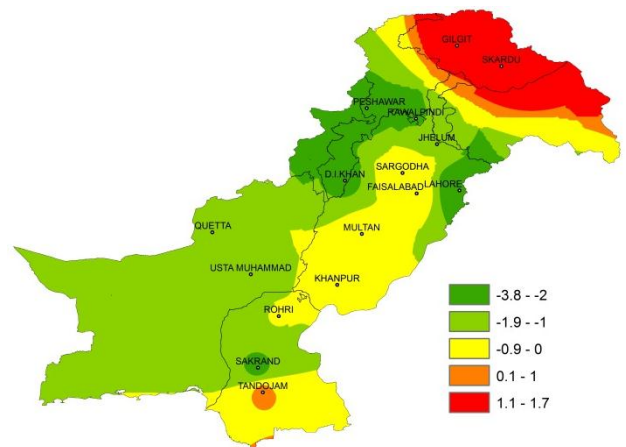 GILGIT
SKARDU
PESHAWAR
RAWALPINDI
JHELUM
SARGODHA
D.I.KHAN
FAISALABAD
LAHORE
QUETTA
MULTAN
USTA MUHAMMAD
KHANPUR
ROHRI
SAKRAND
TANDOJAM
-3.8 - -2
-1.9 - -1
-0.9 - 0
0.1 - 1
1.1 - 1.7